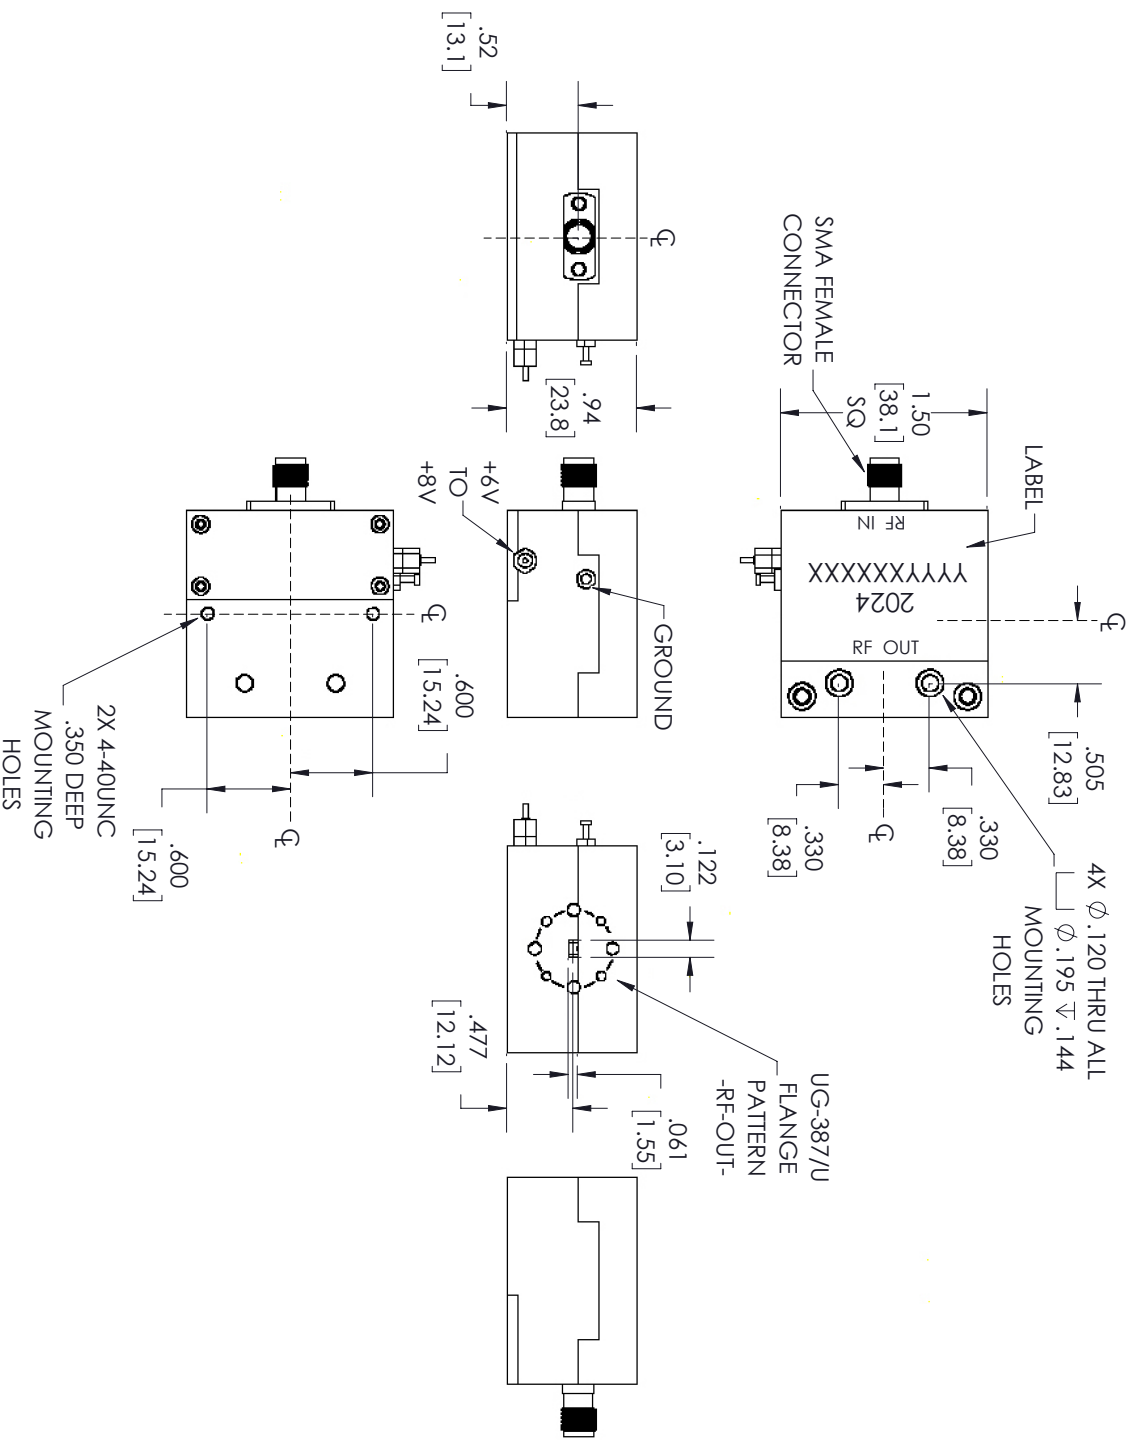 4X ⌀.120 THRU ALL
⌴ ⌀.195 ↧.144
MOUNTING
HOLES
.505
[12.83]
℄
LABEL
1.50
[38.1]
SQ
SMA FEMALE
CONNECTOR
RF IN
YYYYXXXXXX
2024
RF OUT
.330
[8.38]
℄
.330
[8.38]
.52
[13.1]
℄
.94
[23.8]
+6V
TO
+8V
GROUND
.122
[3.10]
UG-387/U
FLANGE
PATTERN
-RF-OUT-
.061
[1.55]
.477
[12.12]
℄
.600
[15.24]
℄
.600
[15.24]
2X 4-40UNC
.350 DEEP
MOUNTING
HOLES